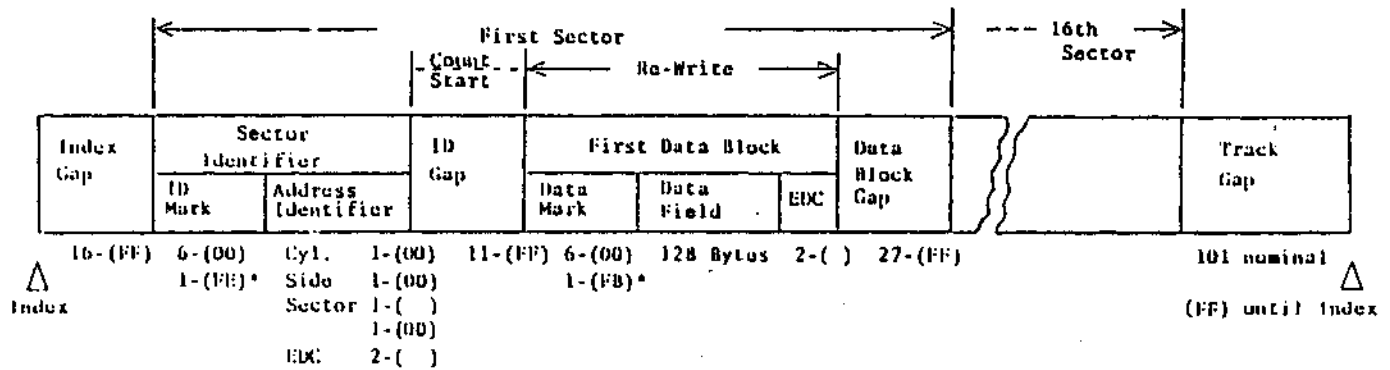 First Sector
--- 16th Sector
Count Start
Re-Write
Index Gap
Sector Identifier
ID Mark
Address Identifier
ID Gap
First Data Block
Data Mark
Data Field
EDC
Data Block Gap
Track Gap
16-(FF) 6-(00) Cyl. 1-(00) 11-(FF) 6-(00) 128 Bytes 2-( ) 27-(FF) 101 nominal
1-(FE)* Side 1-(00) 1-(FB)*
Index Sector 1-( ) (FF) until index
1-(00)
EDC 2-( )